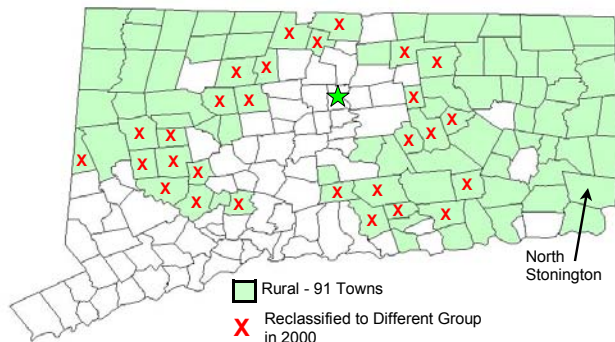 North
Stonington
Rural - 91 Towns
X Reclassified to Different Group
in 2000